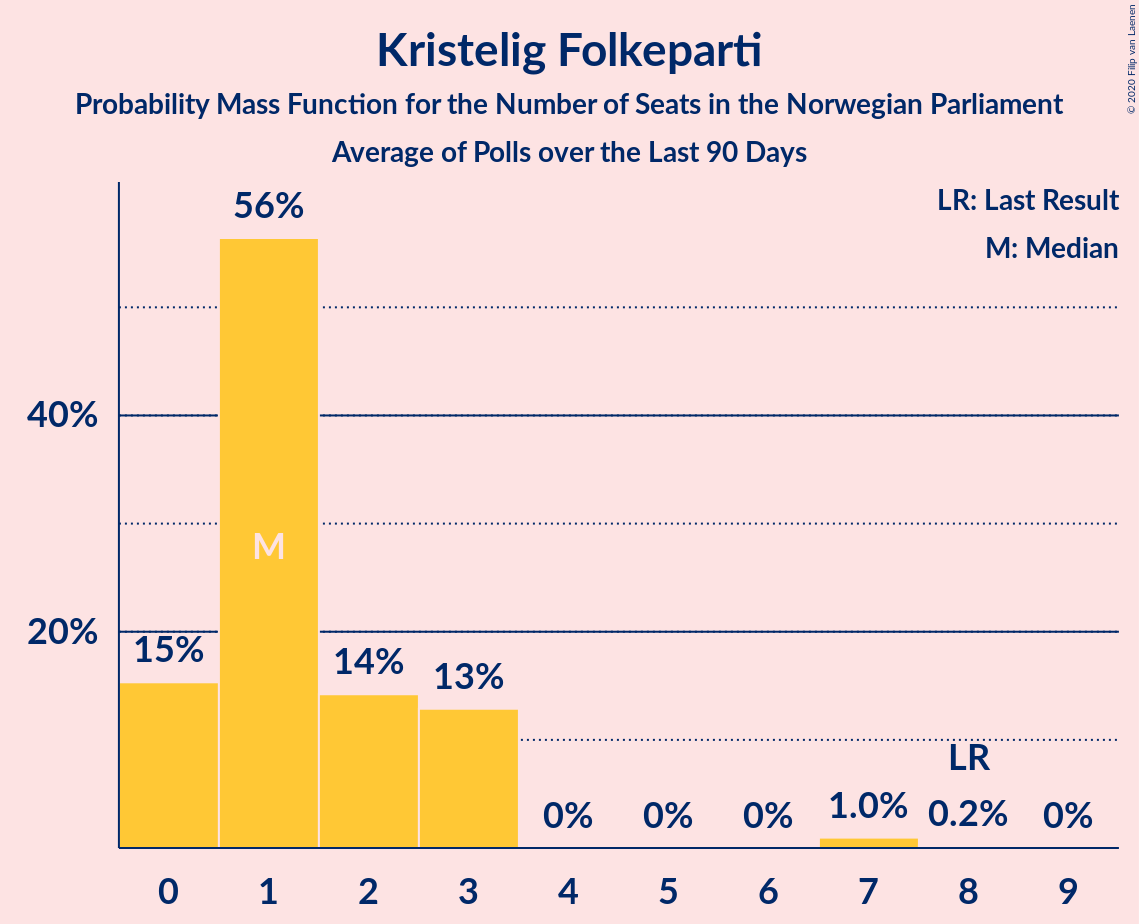 Kristelig Folkeparti
Probability Mass Function for the Number of Seats in the Norwegian Parliament
Average of Polls over the Last 90 Days
© 2020 Filip van Laenen
LR: Last Result
M: Median
56%
40%
M
20%
15%
14%
13%
LR
0%
0%
0%
1.0%
0.2%
0%
0
1
2
3
4
5
6
7
8
9